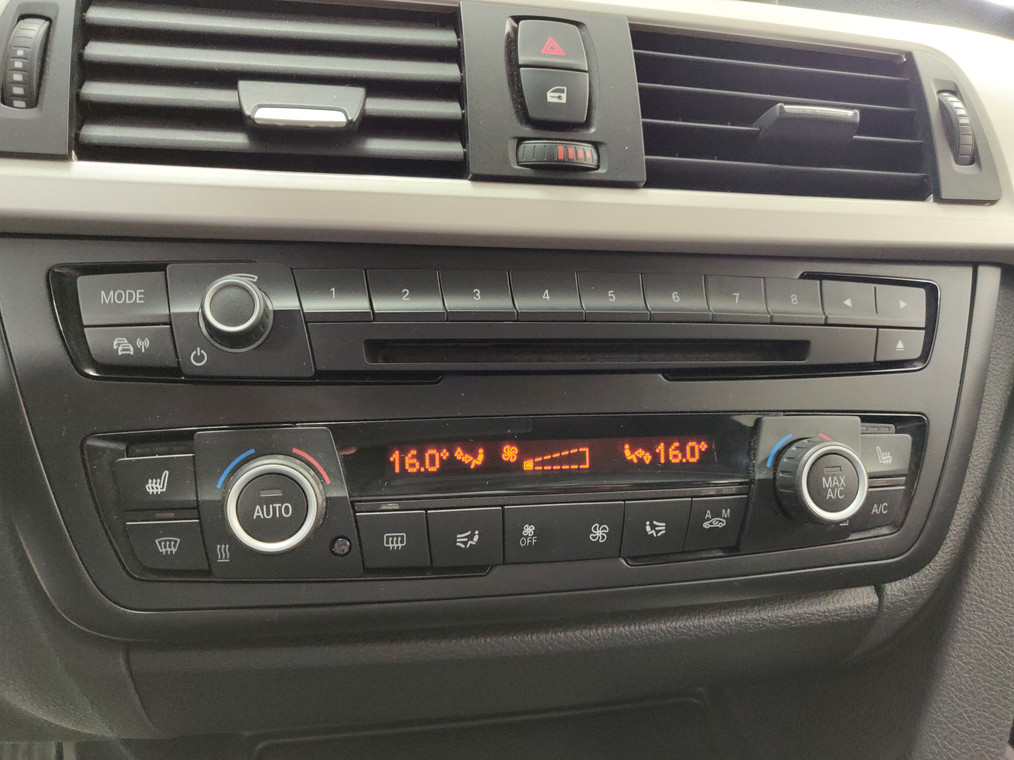 MODE
1 2 3 4 5 6 7 8
16.0° 16.0°
AUTO
MAX
A/C
A/C
OFF
A M